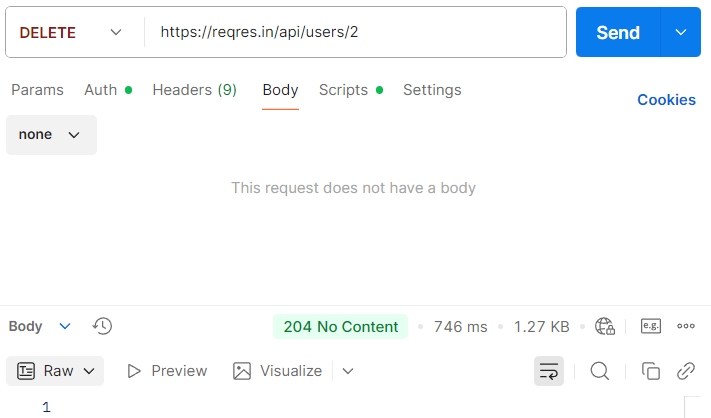 DELETE https://reqres.in/api/users/2 Send
Params Auth Headers (9) Body Scripts Settings Cookies
none
This request does not have a body
Body 204 No Content 746 ms 1.27 KB e.g.
Raw Preview Visualize
1